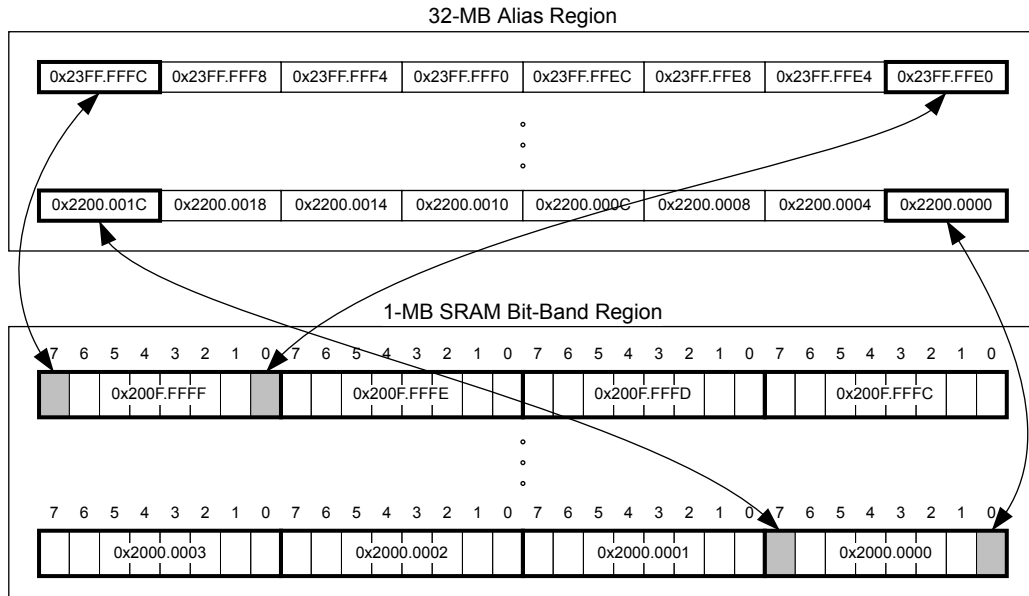 32-MB Alias Region
0x23FF.FFFC 0x23FF.FFF8 0x23FF.FFF4 0x23FF.FFF0 0x23FF.FFEC 0x23FF.FFE8 0x23FF.FFE4 0x23FF.FFE0
0x2200.001C 0x2200.0018 0x2200.0014 0x2200.0010 0x2200.000C 0x2200.0008 0x2200.0004 0x2200.0000
1-MB SRAM Bit-Band Region
7 6 5 4 3 2 1 0 7 6 5 4 3 2 1 0 7 6 5 4 3 2 1 0 7 6 5 4 3 2 1 0
0x200F.FFFF 0x200F.FFFE 0x200F.FFFD 0x200F.FFFC
7 6 5 4 3 2 1 0 7 6 5 4 3 2 1 0 7 6 5 4 3 2 1 0 7 6 5 4 3 2 1 0
0x2000.0003 0x2000.0002 0x2000.0001 0x2000.0000